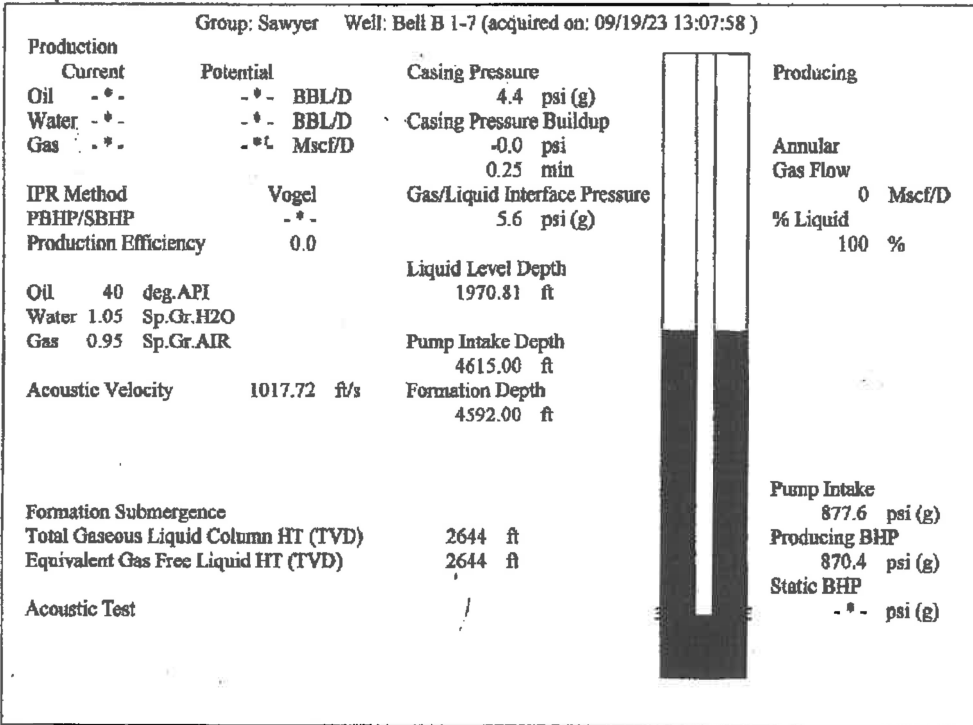 Group: Sawyer Well: Bell B 1-7 (acquired on: 09/19/23 13:07:58 )
Production
Current Potential
Oil -*- -*- BBL/D
Water -*- -*- BBL/D
Gas -*- -*- Mscf/D
IPR Method Vogel
PBHP/SBHP -*-
Production Efficiency 0.0
Oil 40 deg.API
Water 1.05 Sp.Gr.H2O
Gas 0.95 Sp.Gr.AIR
Acoustic Velocity 1017.72 ft/s
Casing Pressure
4.4 psi (g)
Casing Pressure Buildup
-0.0 psi
0.25 min
Gas/Liquid Interface Pressure
5.6 psi (g)
Liquid Level Depth
1970.81 ft
Pump Intake Depth
4615.00 ft
Formation Depth
4592.00 ft
Producing
Annular
Gas Flow
0 Mscf/D
% Liquid
100 %
Pump Intake
877.6 psi (g)
Producing BHP
870.4 psi (g)
Static BHP
-*- psi (g)
Formation Submergence
Total Gaseous Liquid Column HT (TVD) 2644 ft
Equivalent Gas Free Liquid HT (TVD) 2644 ft
Acoustic Test